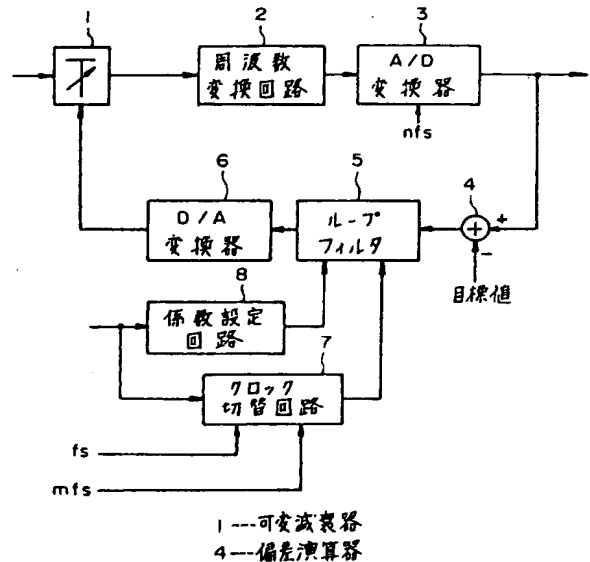 1
2
3
周波数
変換回路
A/D
変換器
nfs
6
5
4
D/A
変換器
ループ
フィルタ
+
+
-
目標値
8
係数設定
回路
7
クロック
切替回路
fs
mfs
1---可変減衰器
4---偏差演算器